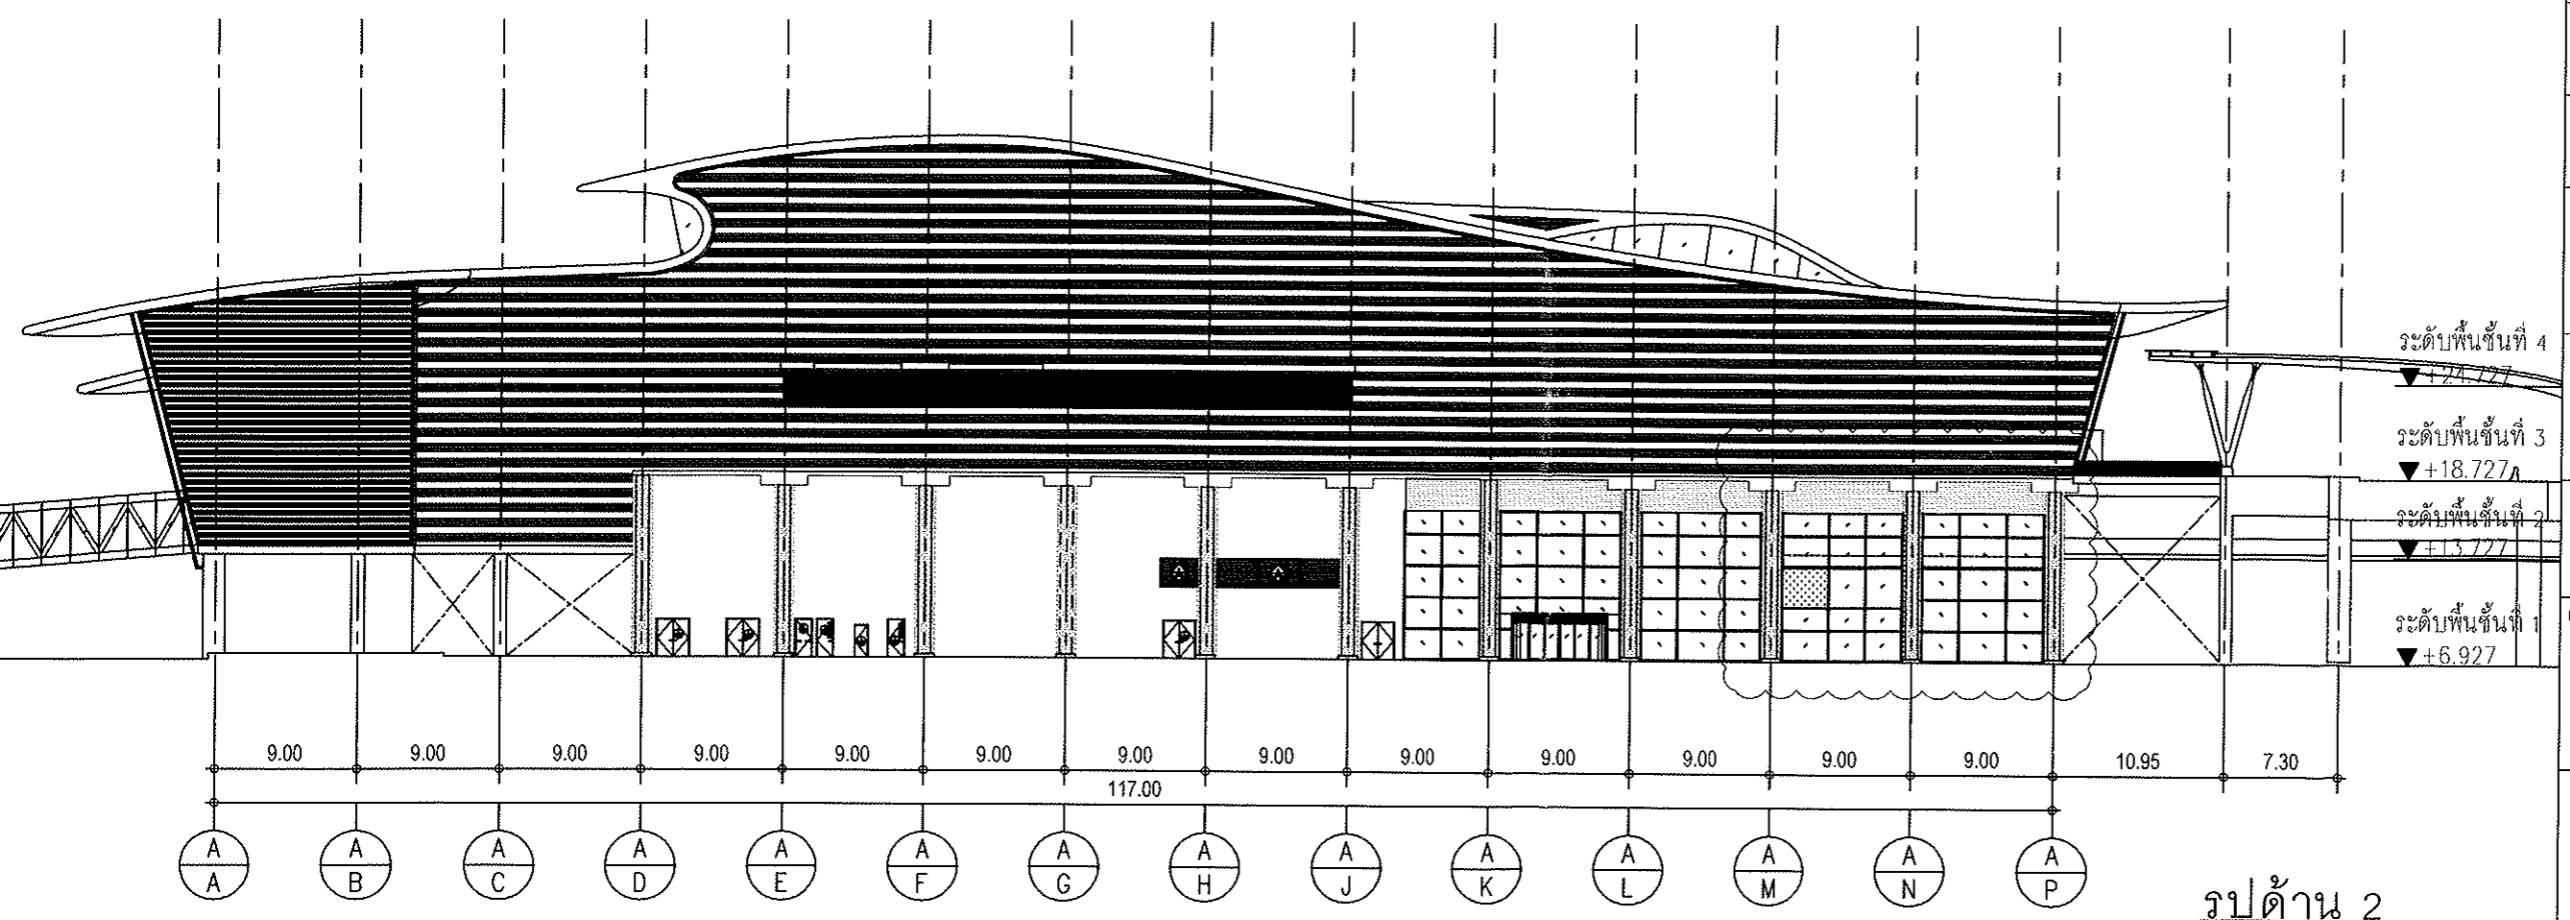 ระดับพื้นชั้นที่ 4
+24.727
ระดับพื้นชั้นที่ 3
+18.727
ระดับพื้นชั้นที่ 2
+13.727
ระดับพื้นชั้นที่ 1
+6.927
9.00 9.00 9.00 9.00 9.00 9.00 9.00 9.00 9.00 9.00 9.00 9.00 9.00 10.95 7.30
117.00
A A A A A A A A A A A A A A
A B C D E F G H J K L M N P
รูปด้าน 2